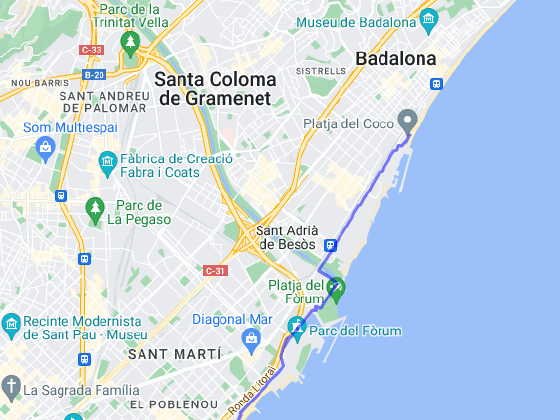 Parc de la
Trinitat Vella
Museu de Badalona
C-33
Badalona
B-20
NOU BARRIS
SISTRELLS
Santa Coloma
de Gramenet
SANT ANDREU
DE PALOMAR
Som Multiespai
Platja del Coco
Fàbrica de Creació
Fabra i Coats
Parc de
La Pegaso
Sant Adrià
de Besòs
C-31
Platja del
Fòrum
Diagonal Mar
Parc del Fòrum
Recinte Modernista
de Sant Pau - Museu
SANT MARTÍ
Ronda Litoral
La Sagrada Família
EL POBLENOU